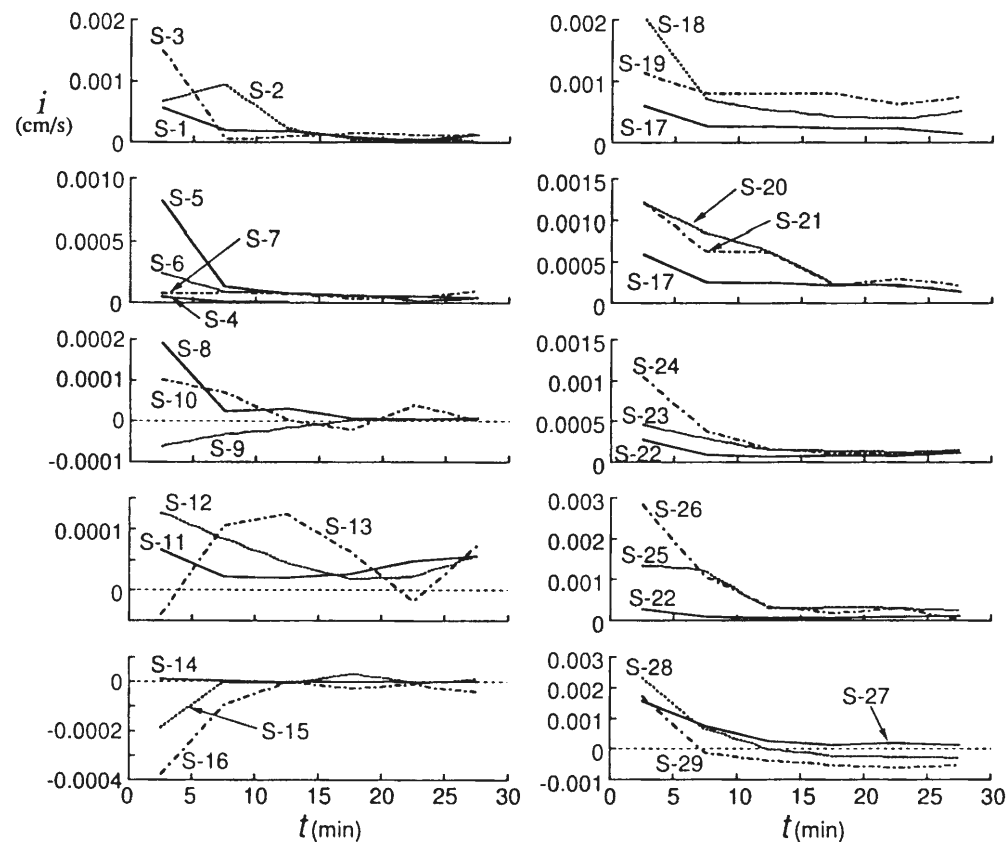 0.002
0.001
0
i
(cm/s)
S-3
S-2
S-1
0.0010
0.0005
0
S-5
S-7
S-6
S-4
0.0002
0.0001
0
-0.0001
S-8
S-10
S-9
0.0001
0
S-12
S-13
S-11
0
-0.0002
-0.0004
S-14
S-15
S-16
0 5 10 15 20 25 30
t (min)
0.002
0.001
0
S-18
S-19
S-17
0.0015
0.0010
0.0005
0
S-20
S-21
S-17
0.0015
0.001
0.0005
0
S-24
S-23
S-22
0.003
0.002
0.001
0
S-26
S-25
S-22
0.003
0.002
0.001
0
-0.001
S-28
S-27
S-29
0 5 10 15 20 25 30
t (min)